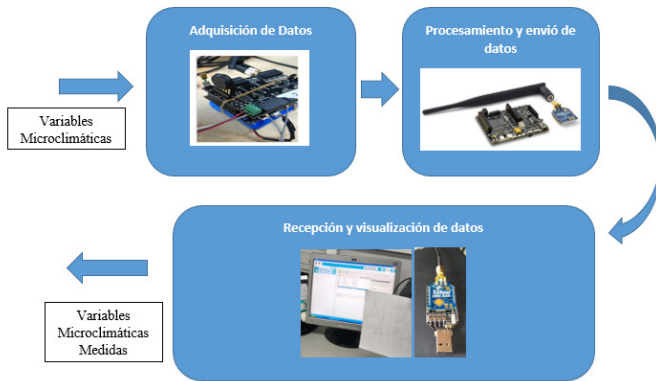 Adquisición de Datos
Procesamiento y envió de
datos
Variables
Microclimáticas
Recepción y visualización de datos
Variables
Microclimáticas
Medidas